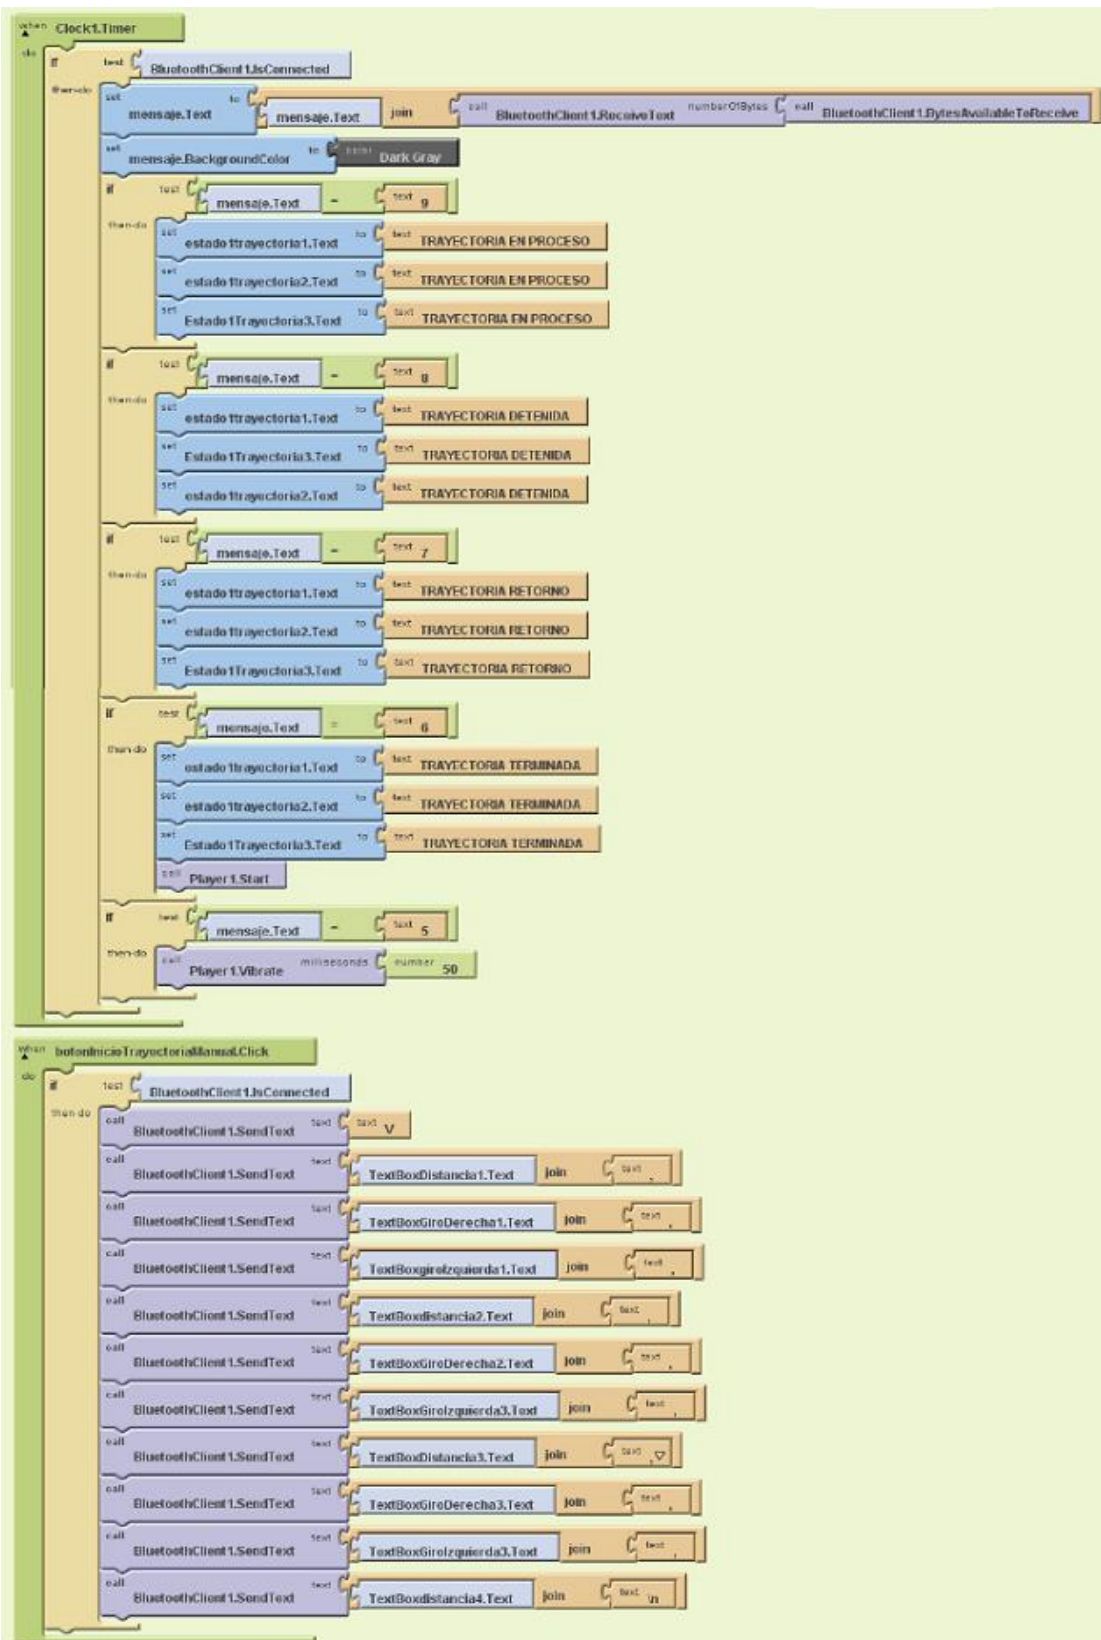 when Clock1.Timer
do if test BluetoothClient1.IsConnected
then-do set mensaje.Text to mensaje.Text join call BluetoothClient1.ReceiveText numberOfBytes call BluetoothClient1.BytesAvailableToReceive
set mensaje.BackgroundColor to color Dark Gray
if test mensaje.Text = text 9
then-do set estado1trayectoria1.Text to text TRAYECTORIA EN PROCESO
set estado1trayectoria2.Text to text TRAYECTORIA EN PROCESO
set Estado1Trayectoria3.Text to text TRAYECTORIA EN PROCESO
if test mensaje.Text = text 8
then-do set estado1trayectoria1.Text to text TRAYECTORIA DETENIDA
set Estado1Trayectoria3.Text to text TRAYECTORIA DETENIDA
set estado1trayectoria2.Text to text TRAYECTORIA DETENIDA
if test mensaje.Text = text 7
then-do set estado1trayectoria1.Text to text TRAYECTORIA RETORNO
set estado1trayectoria2.Text to text TRAYECTORIA RETORNO
set Estado1Trayectoria3.Text to text TRAYECTORIA RETORNO
if test mensaje.Text = text 6
then-do set estado1trayectoria1.Text to text TRAYECTORIA TERMINADA
set estado1trayectoria2.Text to text TRAYECTORIA TERMINADA
set Estado1Trayectoria3.Text to text TRAYECTORIA TERMINADA
call Player1.Start
if test mensaje.Text = text 5
then-do call Player1.Vibrate milliseconds number 50
when botonInicioTrayectoriaManual.Click
do if test BluetoothClient1.IsConnected
then-do call BluetoothClient1.SendText text text V
call BluetoothClient1.SendText text TextBoxDistancia1.Text join text ,
call BluetoothClient1.SendText text TextBoxGiroDerecha1.Text join text ,
call BluetoothClient1.SendText text TextBoxgiroIzquierda1.Text join text ,
call BluetoothClient1.SendText text TextBoxdistancia2.Text join text ,
call BluetoothClient1.SendText text TextBoxGiroDerecha2.Text join text ,
call BluetoothClient1.SendText text TextBoxGiroIzquierda3.Text join text ,
call BluetoothClient1.SendText text TextBoxDistancia3.Text join text ,
call BluetoothClient1.SendText text TextBoxGiroDerecha3.Text join text ,
call BluetoothClient1.SendText text TextBoxGiroIzquierda3.Text join text ,
call BluetoothClient1.SendText text TextBoxdistancia4.Text join text \n